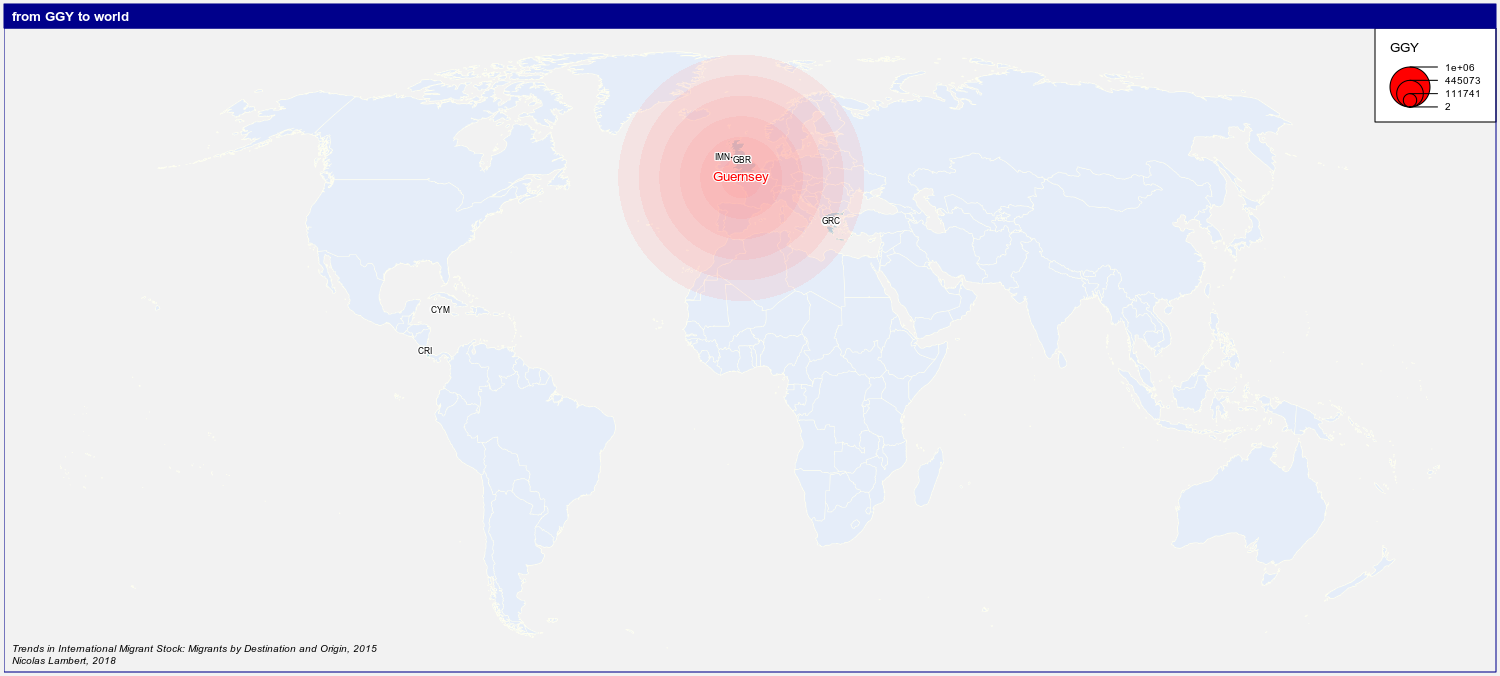 from GGY to world
GGY
1e+06
445073
111741
2
IMN
GBR
Guernsey
GRC
CYM
CRI
Trends in International Migrant Stock: Migrants by Destination and Origin, 2015
Nicolas Lambert, 2018